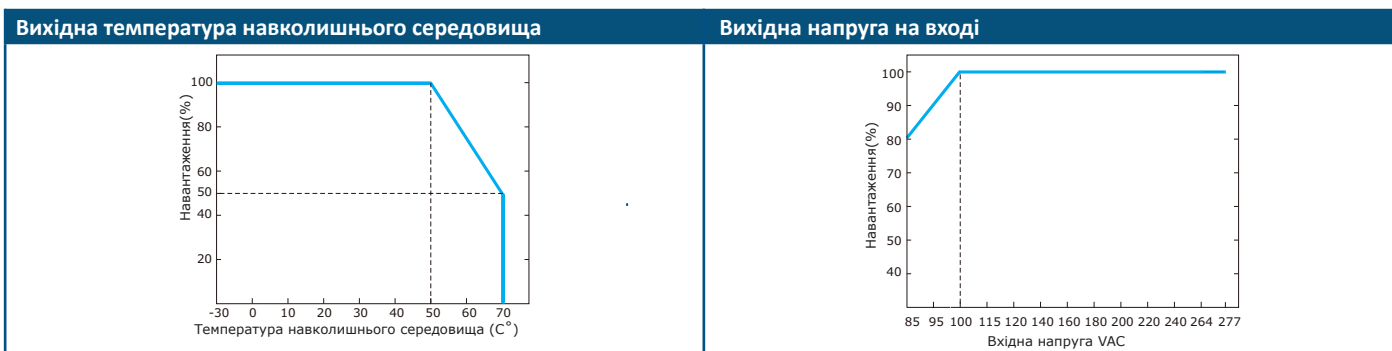 Вихідна температура навколишнього середовища
Вихідна напруга на вході
Навантаження(%)
100
80
60
50
40
20
-30 0 10 20 30 40 50 60 70
Температура навколишнього середовища (C°)
Навантаження(%)
100
90
80
70
60
50
40
85 95 100 115 120 140 160 180 200 220 240 264 277
Вхідна напруга VAC